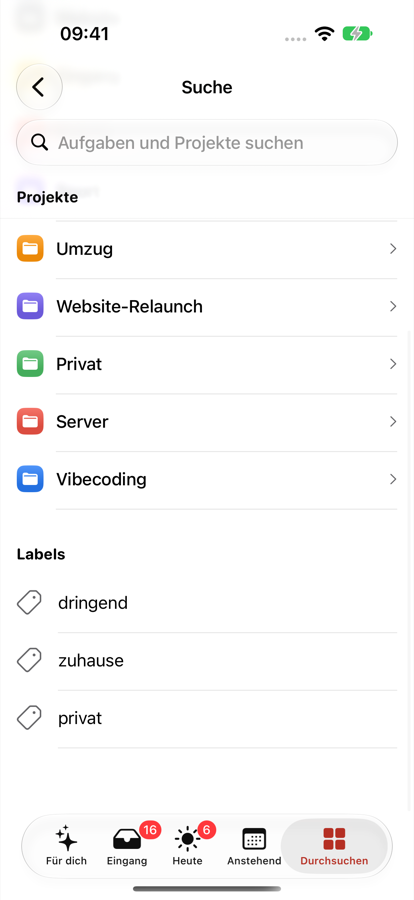 09:41
Suche
Aufgaben und Projekte suchen
Projekte
Umzug
Website-Relaunch
Privat
Server
Vibecoding
Labels
dringend
zuhause
privat
16
6
Für dich
Eingang
Heute
Anstehend
Durchsuchen